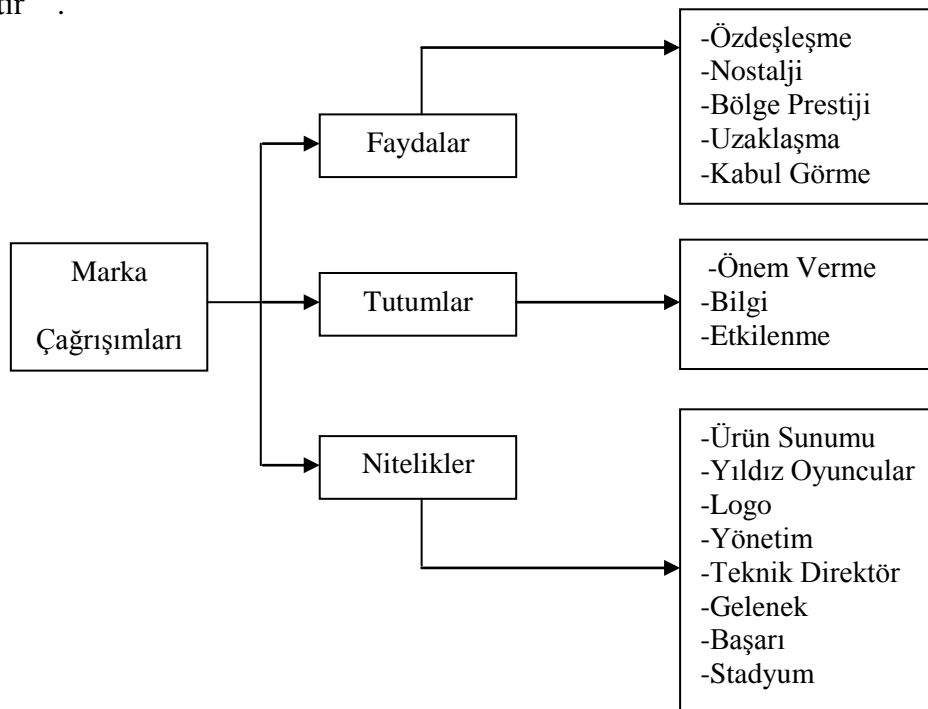 .
Faydalar
-Özdeşleşme
-Nostalji
-Bölge Prestiji
-Uzaklaşma
-Kabul Görme
Marka
Çağrışımları
Tutumlar
-Önem Verme
-Bilgi
-Etkilenme
Nitelikler
-Ürün Sunumu
-Yıldız Oyuncular
-Logo
-Yönetim
-Teknik Direktör
-Gelenek
-Başarı
-Stadyum